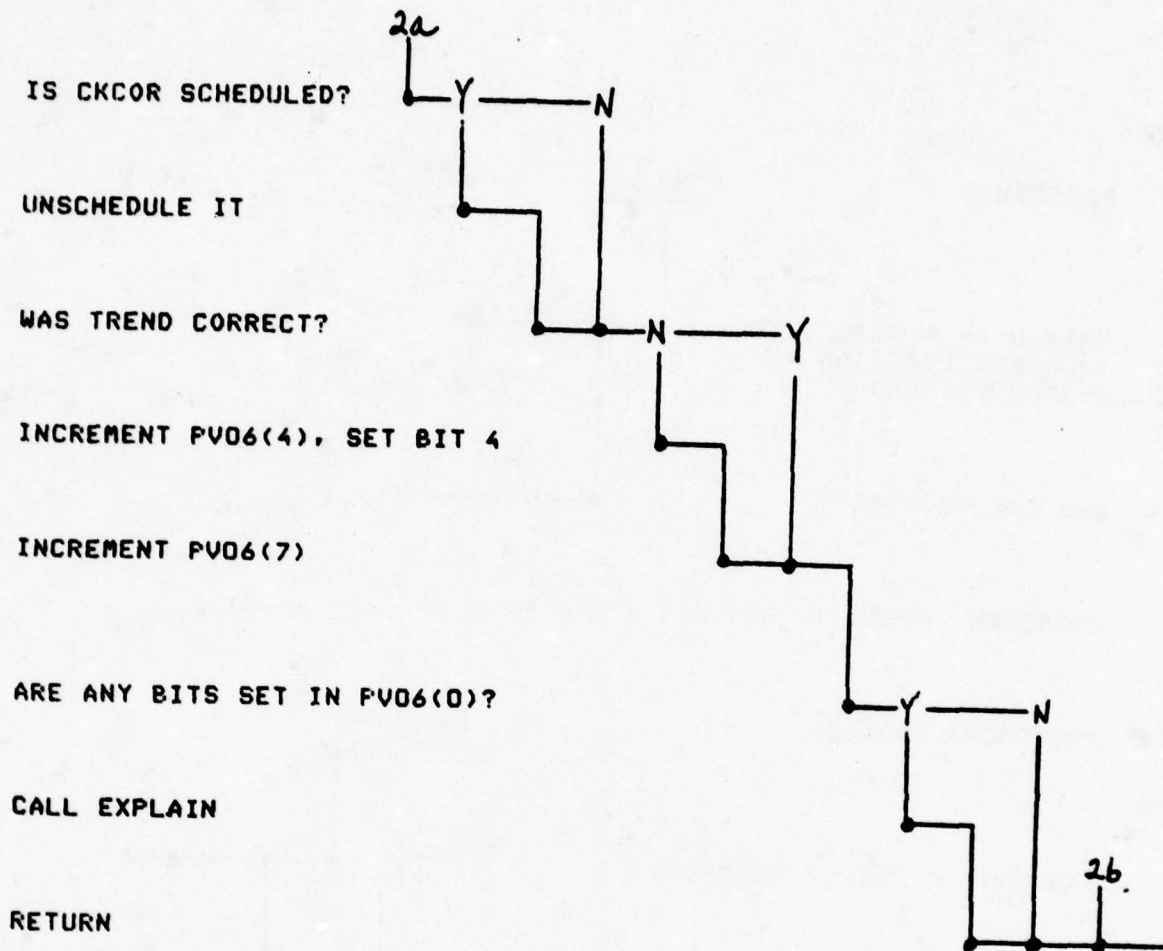 2a
IS CKCOR SCHEDULED? Y N
UNSCHEDULE IT
WAS TREND CORRECT? N Y
INCREMENT PV06(4), SET BIT 4
INCREMENT PV06(7)
ARE ANY BITS SET IN PV06(0)? Y N
CALL EXPLAIN
2b.
RETURN